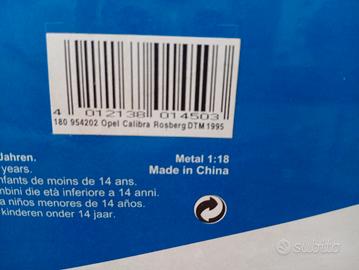 4 012138 014503
180 954202 Opel Calibra Rosberg DTM 1995
Jahren.
Metal 1:18
years.
Made in China
nfants de moins de 14 ans.
mbini die età inferiore a 14 anni.
a niños menores de 14 años.
kinderen onder 14 jaar.
subito